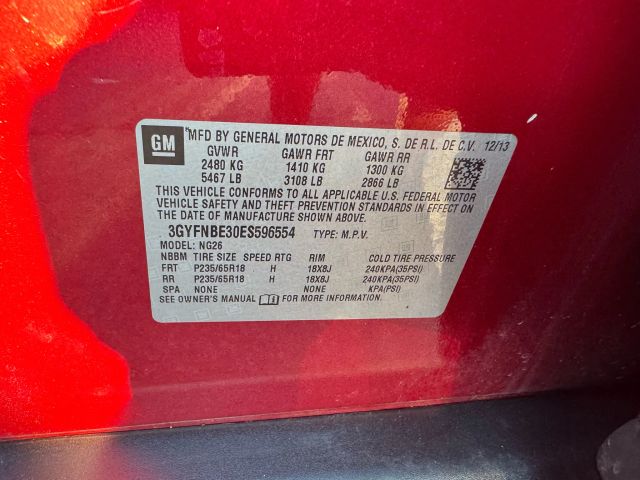 GM MFD BY GENERAL MOTORS DE MEXICO, S. DE R.L. DE C.V. 12/13
GVWR GAWR FRT GAWR RR
2480 KG 1410 KG 1300 KG
5467 LB 3108 LB 2866 LB
THIS VEHICLE CONFORMS TO ALL APPLICABLE U.S. FEDERAL MOTOR
VEHICLE SAFETY AND THEFT PREVENTION STANDARDS IN EFFECT ON THE
DATE OF MANUFACTURE SHOWN ABOVE.
3GYFNBE30ES596554 TYPE: M.P.V.
MODEL: NG26
NBBM TIRE SIZE SPEED RTG RIM COLD TIRE PRESSURE
FRT P235/65R18 H 18X8J 240KPA(35PSI)
RR P235/65R18 H 18X8J 240KPA(35PSI)
SPA NONE NONE KPA(PSI)
SEE OWNER'S MANUAL FOR MORE INFORMATION.